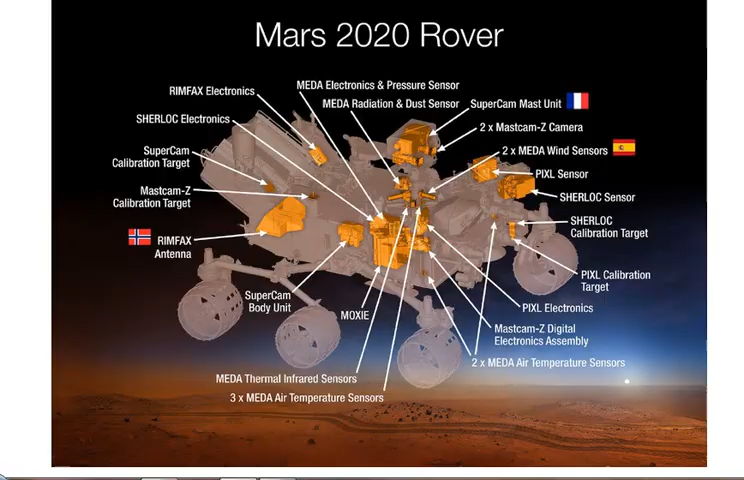 Mars 2020 Rover
MEDA Electronics & Pressure Sensor
RIMFAX Electronics
MEDA Radiation & Dust Sensor
SuperCam Mast Unit
SHERLOC Electronics
2 x Mastcam-Z Camera
SuperCam
Calibration Target
2 x MEDA Wind Sensors
PIXL Sensor
Mastcam-Z
Calibration Target
SHERLOC Sensor
SHERLOC
Calibration Target
RIMFAX
Antenna
PIXL Calibration
Target
SuperCam
Body Unit
MOXIE
PIXL Electronics
Mastcam-Z Digital
Electronics Assembly
2 x MEDA Air Temperature Sensors
MEDA Thermal Infrared Sensors
3 x MEDA Air Temperature Sensors